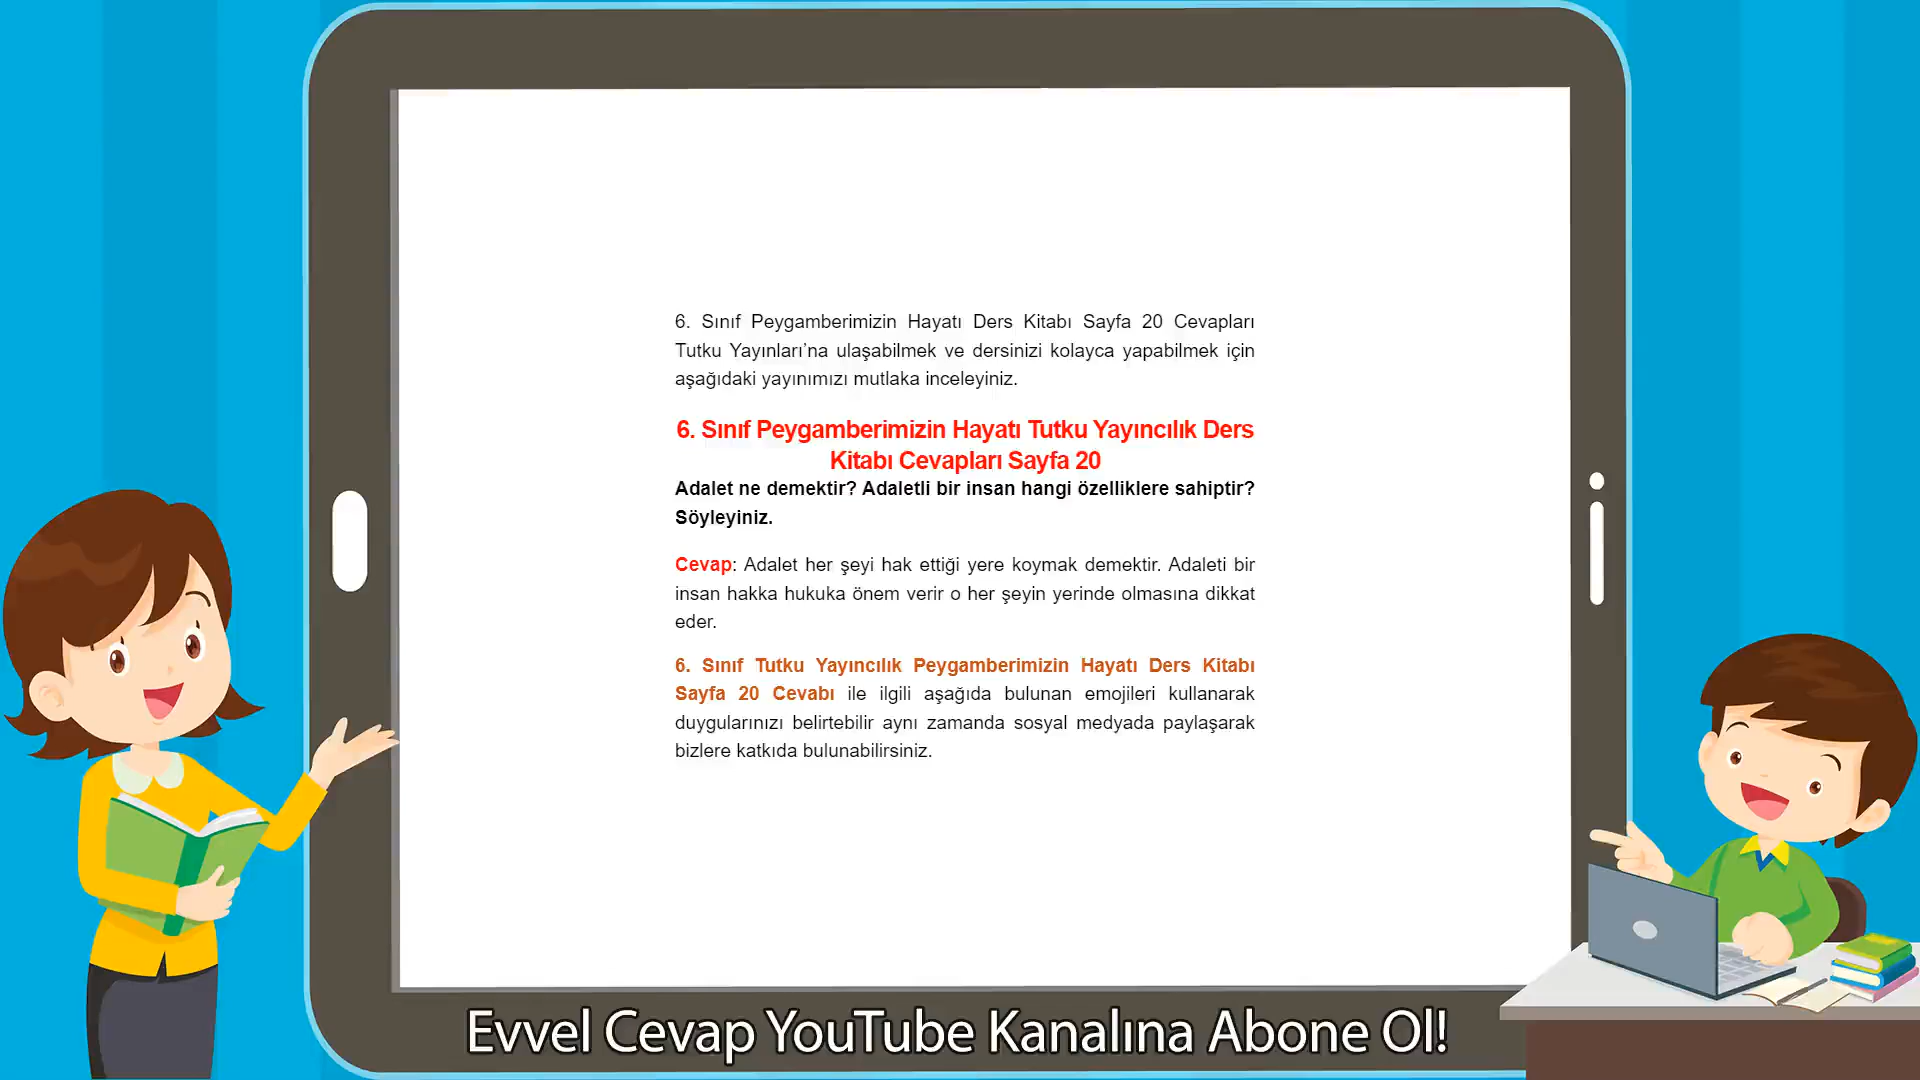 6. Sınıf Peygamberimizin Hayatı Ders Kitabı Sayfa 20 Cevapları
Tutku Yayınları’na ulaşabilmek ve dersinizi kolayca yapabilmek için
aşağıdaki yayınımızı mutlaka inceleyiniz.
6. Sınıf Peygamberimizin Hayatı Tutku Yayıncılık Ders
Kitabı Cevapları Sayfa 20
Adalet ne demektir? Adaletli bir insan hangi özelliklere sahiptir?
Söyleyiniz.
Cevap: Adalet her şeyi hak ettiği yere koymak demektir. Adaleti bir
insan hakka hukuka önem verir o her şeyin yerinde olmasına dikkat
eder.
6. Sınıf Tutku Yayıncılık Peygamberimizin Hayatı Ders Kitabı
Sayfa 20 Cevabı ile ilgili aşağıda bulunan emojileri kullanarak
duygularınızı belirtebilir aynı zamanda sosyal medyada paylaşarak
bizlere katkıda bulunabilirsiniz.
Evvel Cevap YouTube Kanalına Abone Ol!